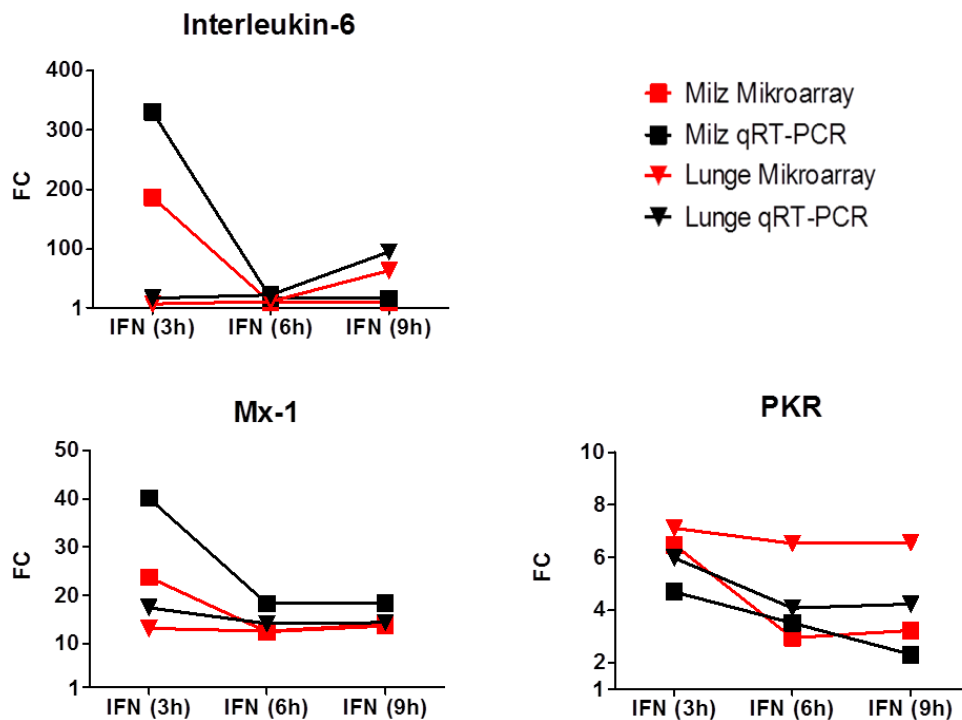 Interleukin-6
400
300
200
100
1
FC
IFN (3h) IFN (6h) IFN (9h)
Milz Mikroarray
Milz qRT-PCR
Lunge Mikroarray
Lunge qRT-PCR
Mx-1
50
40
30
20
10
1
FC
IFN (3h) IFN (6h) IFN (9h)
PKR
10
8
6
4
2
1
FC
IFN (3h) IFN (6h) IFN (9h)